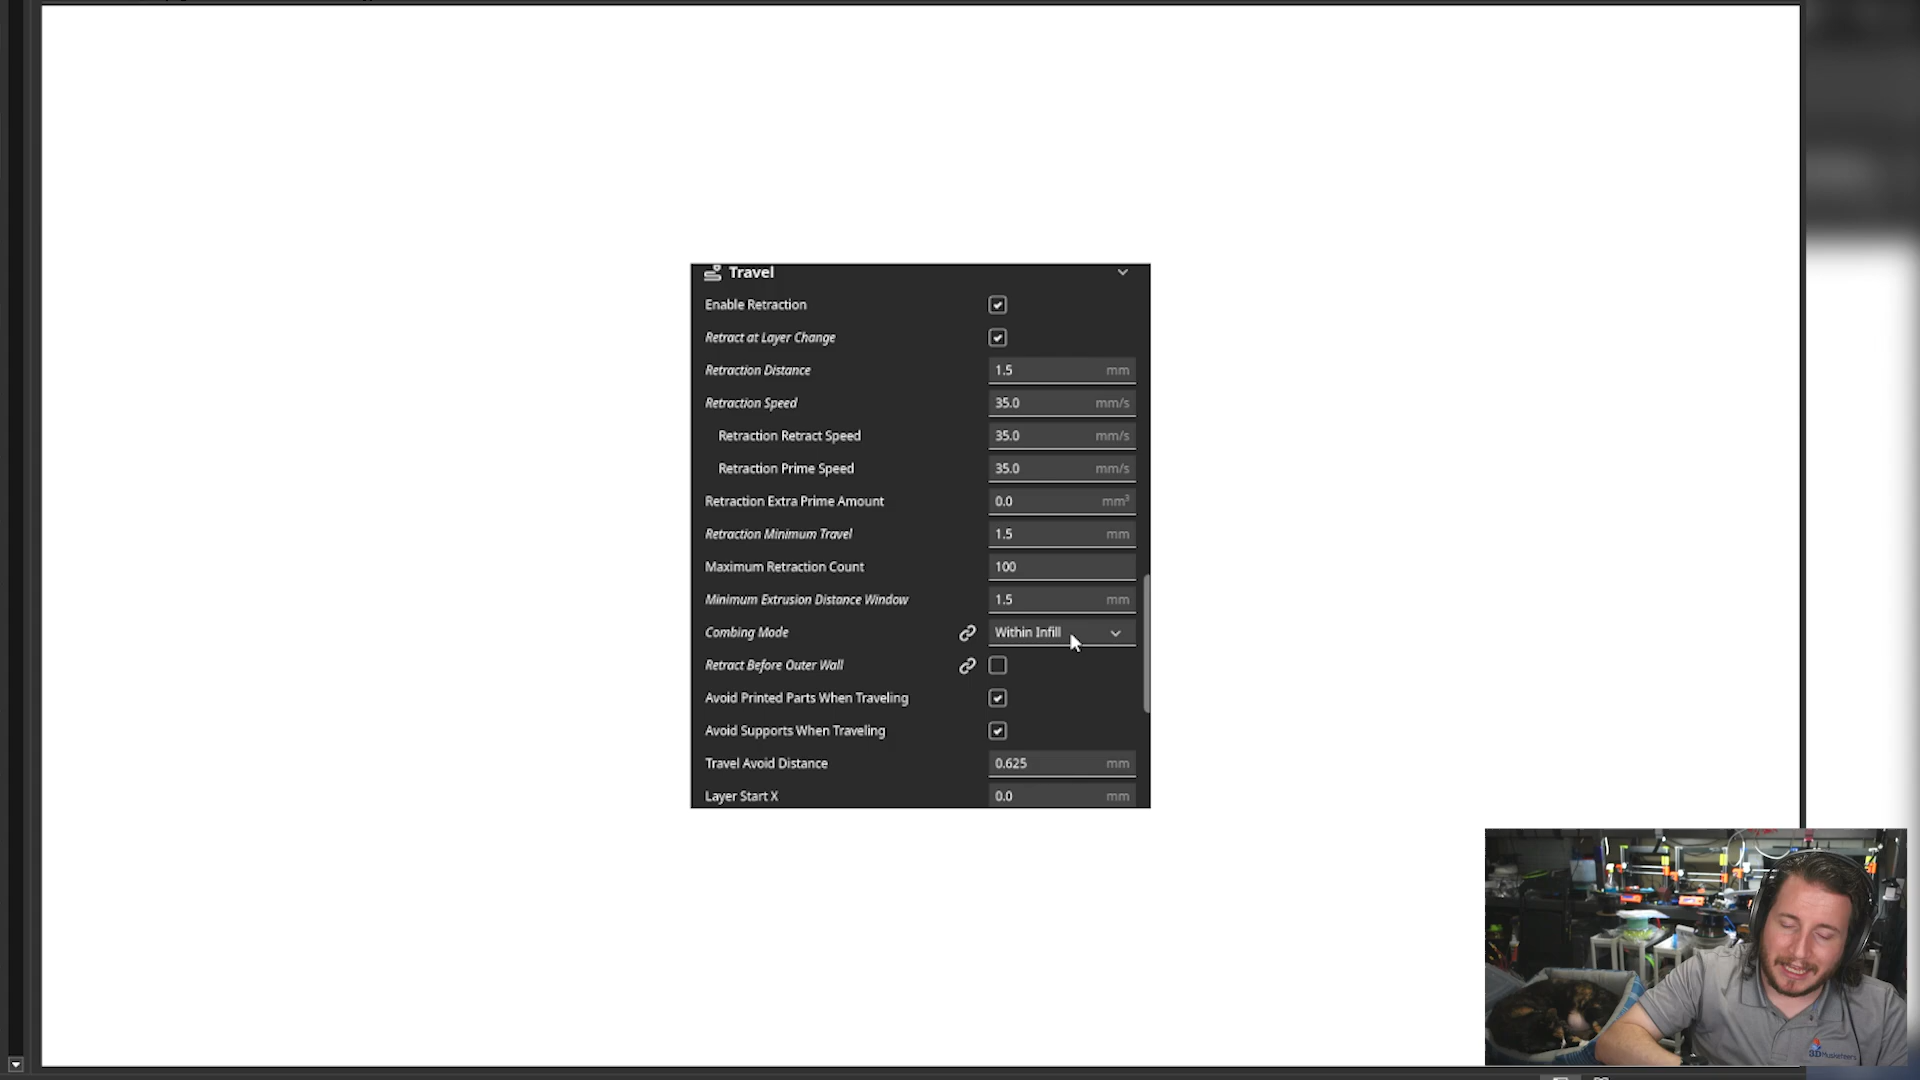 Travel
Enable Retraction
Retract at Layer Change
Retraction Distance 1.5 mm
Retraction Speed 35.0 mm/s
Retraction Retract Speed 35.0 mm/s
Retraction Prime Speed 35.0 mm/s
Retraction Extra Prime Amount 0.0 mm³
Retraction Minimum Travel 1.5 mm
Maximum Retraction Count 100
Minimum Extrusion Distance Window 1.5 mm
Combing Mode Within Infill
Retract Before Outer Wall
Avoid Printed Parts When Traveling
Avoid Supports When Traveling
Travel Avoid Distance 0.625 mm
Layer Start X 0.0 mm
3DMusketeers